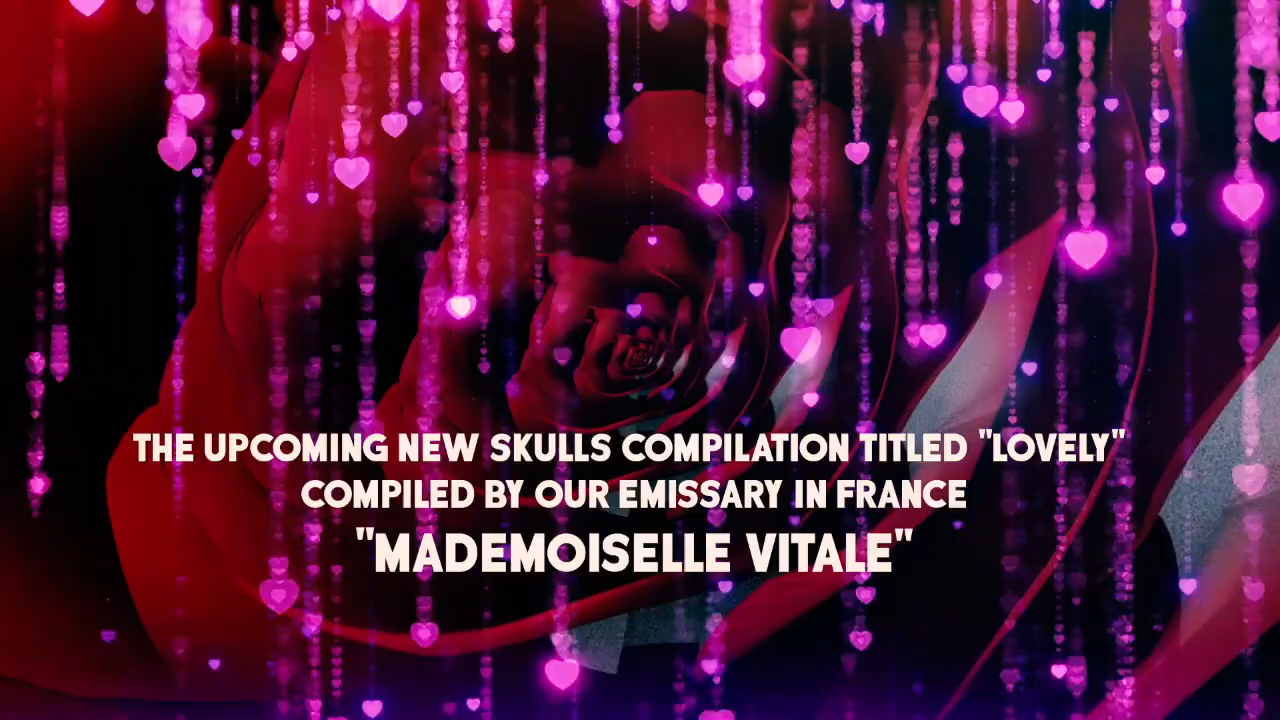 THE UPCOMING NEW SKULLS COMPILATION TITLED "LOVELY"
COMPILED BY OUR EMISSARY IN FRANCE
"MADEMOISELLE VITALE"